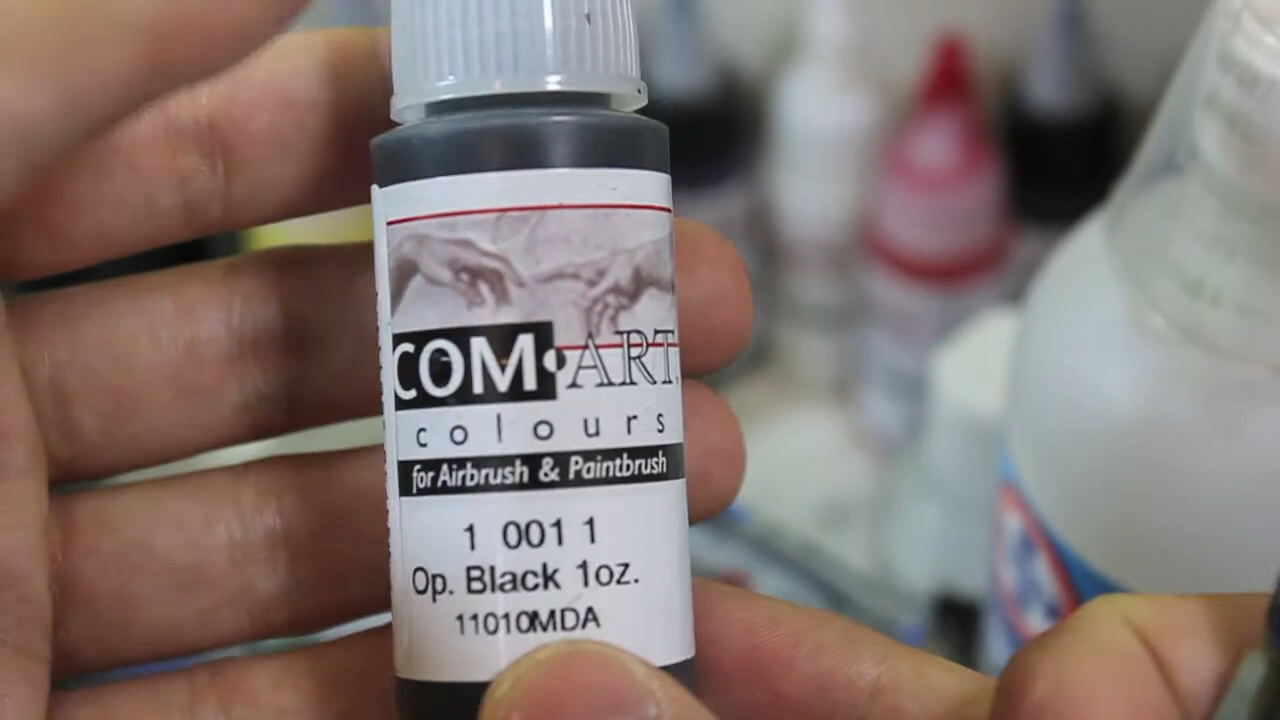 COM·ART
colours
for Airbrush & Paintbrush
1 001 1
Op. Black 1oz.
11010MDA